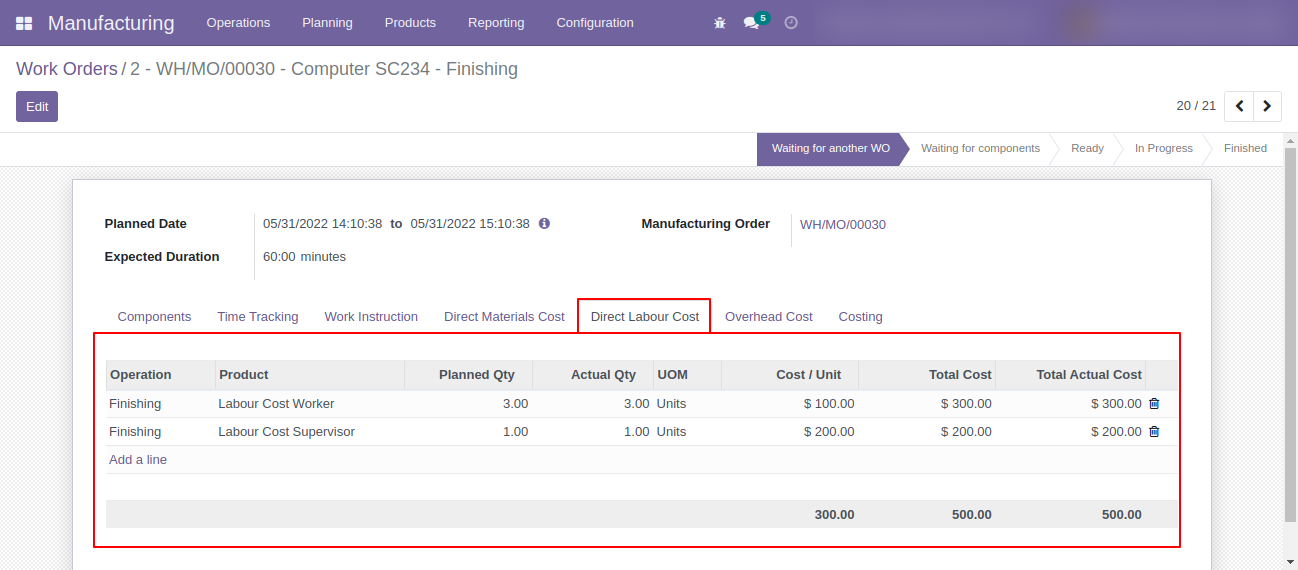 Manufacturing Operations Planning Products Reporting Configuration 5
Work Orders / 2 - WH/MO/00030 - Computer SC234 - Finishing
Edit 20 / 21
Waiting for another WO Waiting for components Ready In Progress Finished
Planned Date 05/31/2022 14:10:38 to 05/31/2022 15:10:38 Manufacturing Order WH/MO/00030
Expected Duration 60:00 minutes
Components Time Tracking Work Instruction Direct Materials Cost Direct Labour Cost Overhead Cost Costing
Operation Product Planned Qty Actual Qty UOM Cost / Unit Total Cost Total Actual Cost
Finishing Labour Cost Worker 3.00 3.00 Units $ 100.00 $ 300.00 $ 300.00
Finishing Labour Cost Supervisor 1.00 1.00 Units $ 200.00 $ 200.00 $ 200.00
Add a line
300.00 500.00 500.00